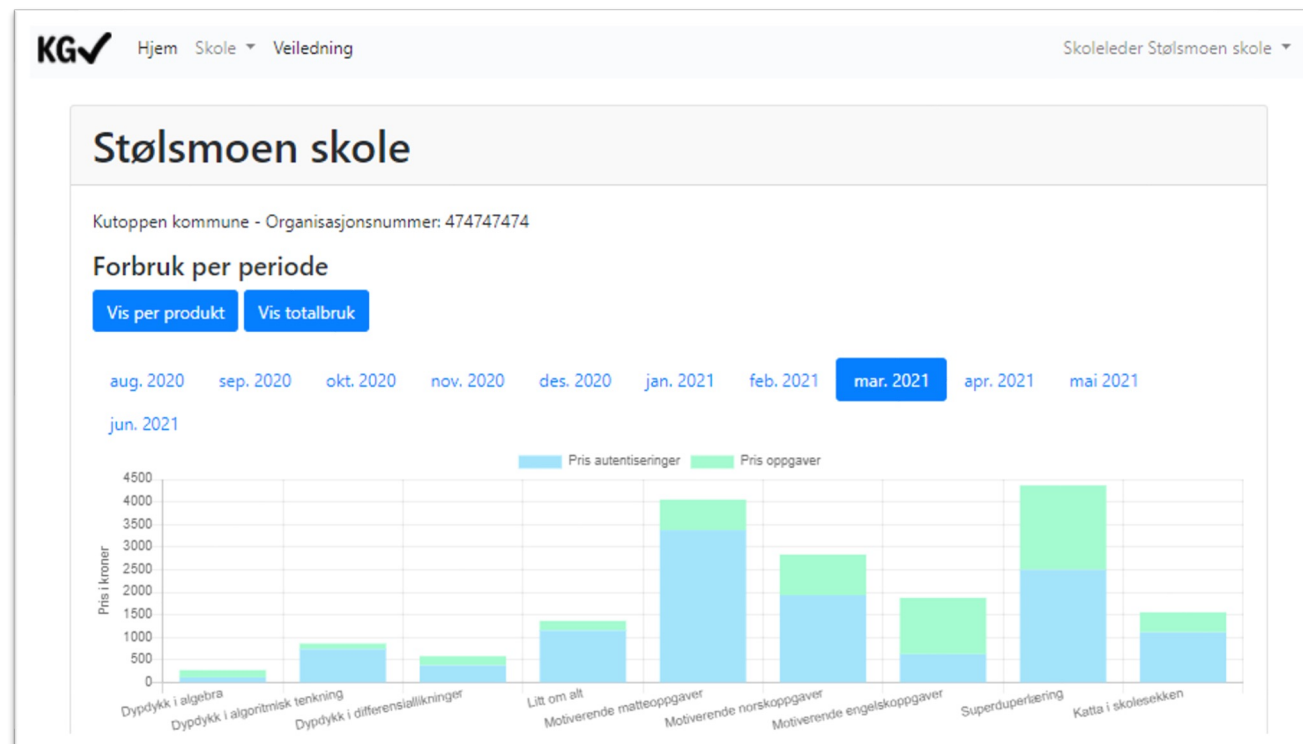 KG✓ Hjem Skole Veiledning Skoleleder Stølsmoen skole
Stølsmoen skole
Kutoppen kommune - Organisasjonsnummer: 474747474
Forbruk per periode
Vis per produkt Vis totalbruk
aug. 2020 sep. 2020 okt. 2020 nov. 2020 des. 2020 jan. 2021 feb. 2021 mar. 2021 apr. 2021 mai 2021
jun. 2021
Pris autentiseringer Pris oppgaver
Pris i kroner
4500
4000
3500
3000
2500
2000
1500
1000
500
0
Dypdykk i algebra
Dypdykk i algoritmisk tenkning
Dypdykk i differensiallikninger
Litt om alt
Motiverende matteoppgaver
Motiverende norskoppgaver
Motiverende engelskoppgaver
Superduperlæring
Katta i skolesekken